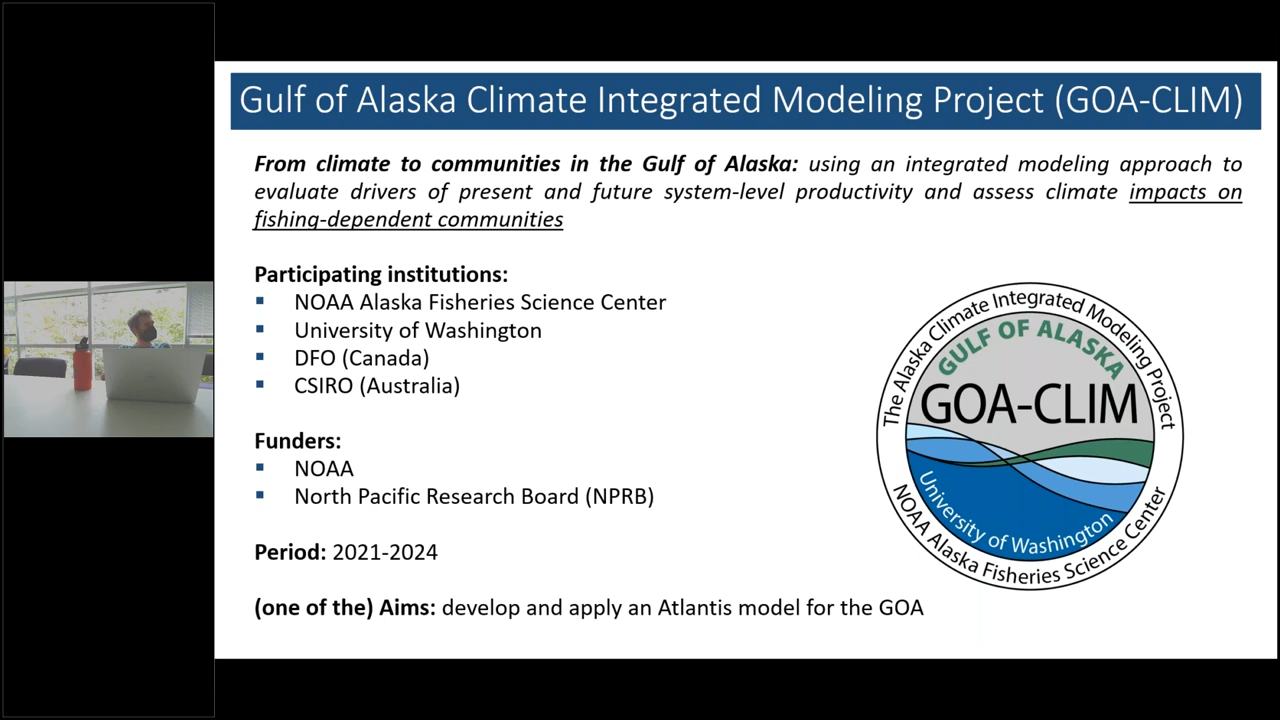 Gulf of Alaska Climate Integrated Modeling Project (GOA-CLIM)
From climate to communities in the Gulf of Alaska: using an integrated modeling approach to
evaluate drivers of present and future system-level productivity and assess climate impacts on
fishing-dependent communities
Participating institutions:
▪ NOAA Alaska Fisheries Science Center
▪ University of Washington
▪ DFO (Canada)
▪ CSIRO (Australia)
Funders:
▪ NOAA
▪ North Pacific Research Board (NPRB)
Period: 2021-2024
(one of the) Aims: develop and apply an Atlantis model for the GOA
The Alaska Climate Integrated Modeling Project
GULF OF ALASKA
GOA-CLIM
University of Washington
NOAA Alaska Fisheries Science Center